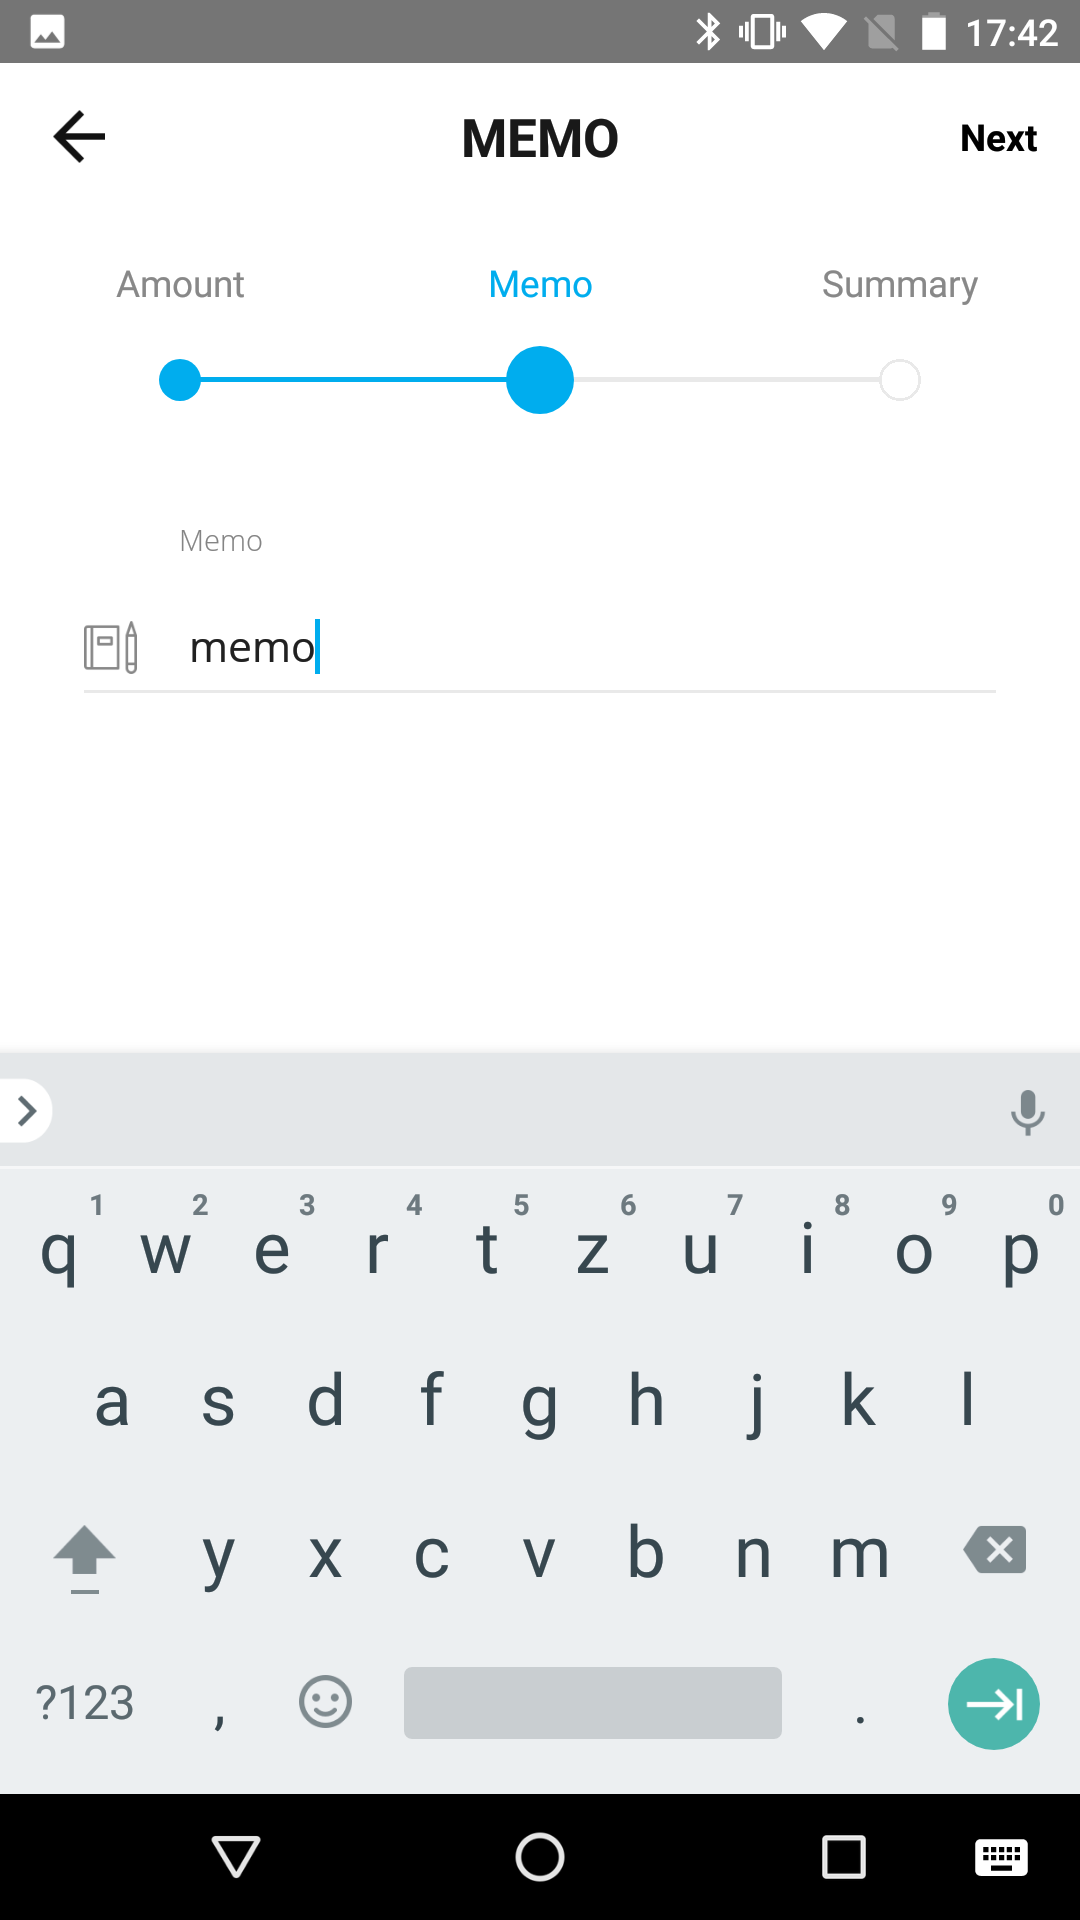 17:42
MEMO Next
Amount Memo Summary
Memo
memo
1 2 3 4 5 6 7 8 9 0
q w e r t z u i o p
a s d f g h j k l
y x c v b n m
?123 , .